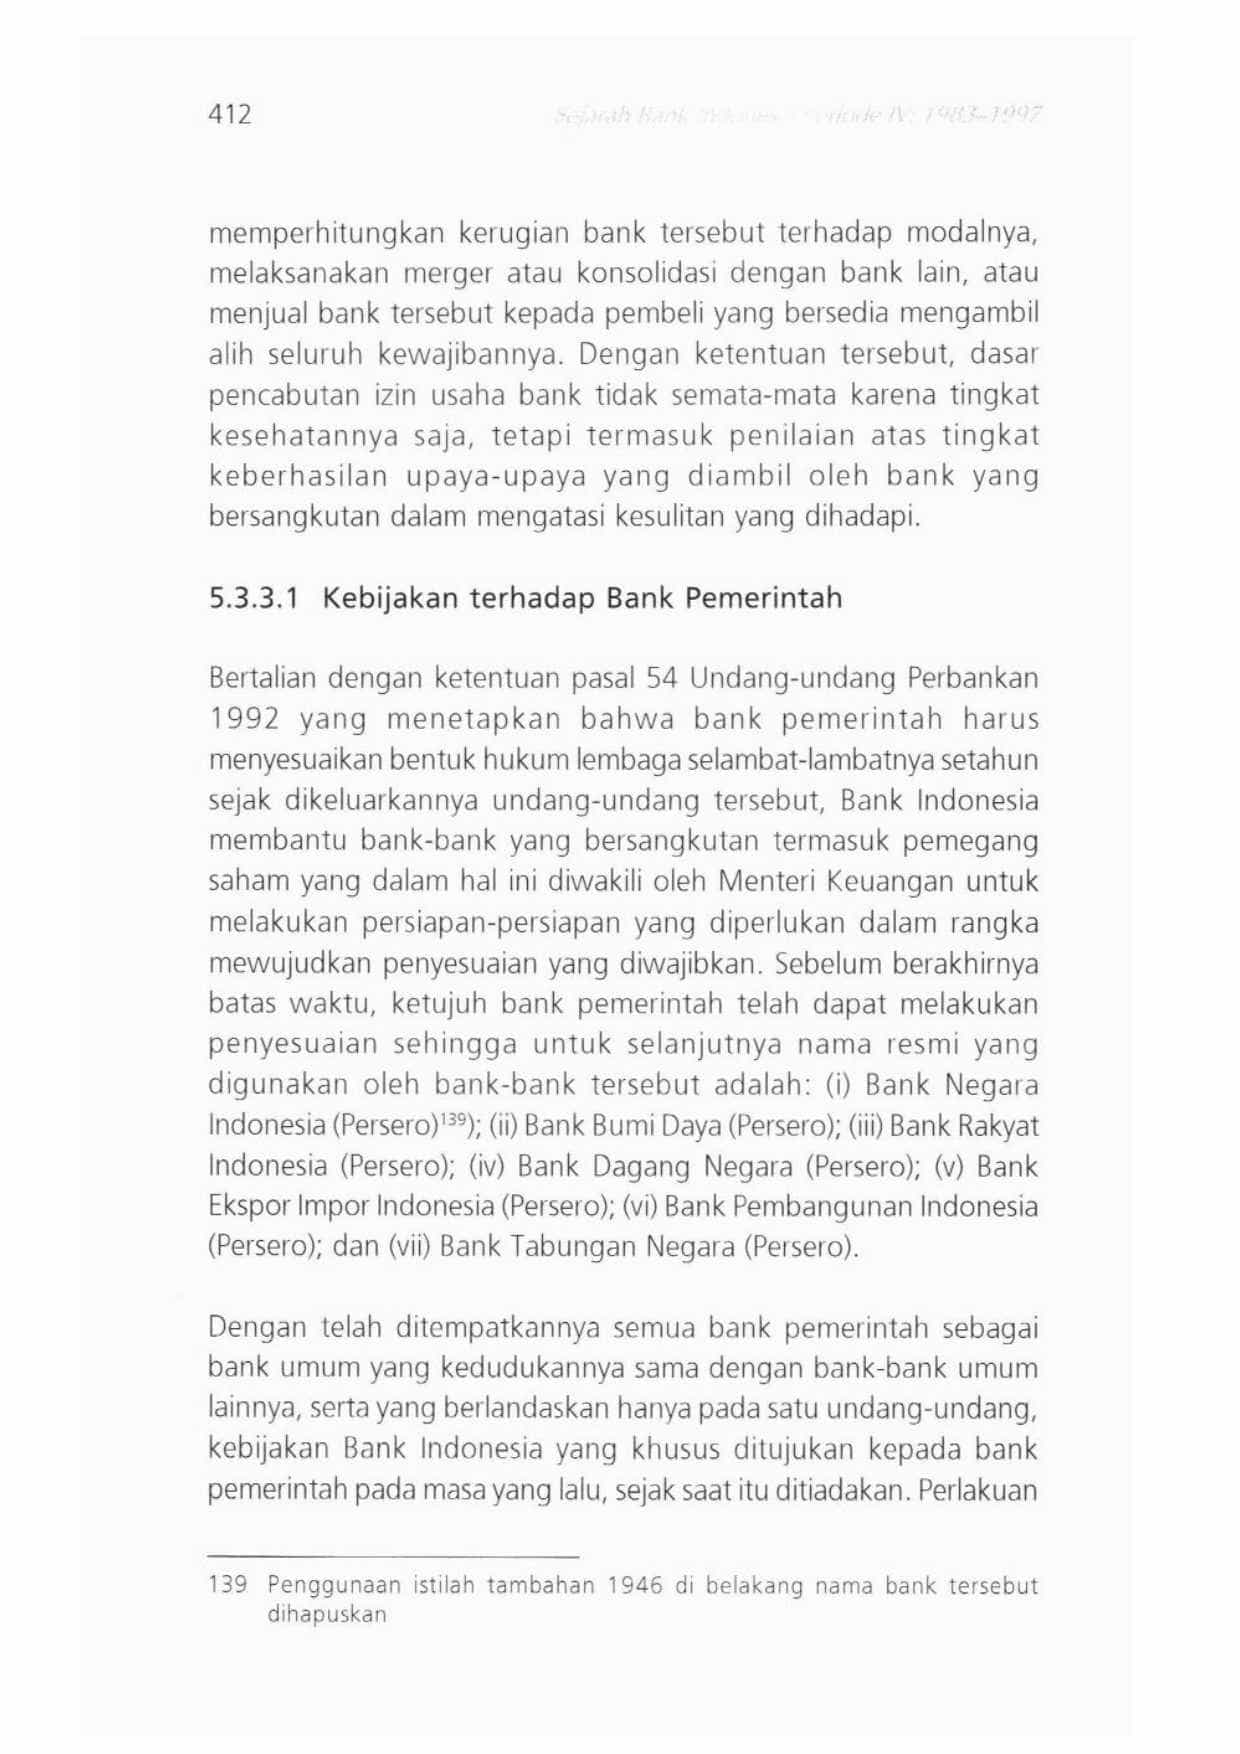 412
Sejarah Bank Indonesia Periode IV: 1983–1997
memperhitungkan kerugian bank tersebut terhadap modalnya,
melaksanakan merger atau konsolidasi dengan bank lain, atau
menjual bank tersebut kepada pembeli yang bersedia mengambil
alih seluruh kewajibannya. Dengan ketentuan tersebut, dasar
pencabutan izin usaha bank tidak semata-mata karena tingkat
kesehatannya saja, tetapi termasuk penilaian atas tingkat
keberhasilan upaya-upaya yang diambil oleh bank yang
bersangkutan dalam mengatasi kesulitan yang dihadapi.
5.3.3.1 Kebijakan terhadap Bank Pemerintah
Bertalian dengan ketentuan pasal 54 Undang-undang Perbankan
1992 yang menetapkan bahwa bank pemerintah harus
menyesuaikan bentuk hukum lembaga selambat-lambatnya setahun
sejak dikeluarkannya undang-undang tersebut, Bank Indonesia
membantu bank-bank yang bersangkutan termasuk pemegang
saham yang dalam hal ini diwakili oleh Menteri Keuangan untuk
melakukan persiapan-persiapan yang diperlukan dalam rangka
mewujudkan penyesuaian yang diwajibkan. Sebelum berakhirnya
batas waktu, ketujuh bank pemerintah telah dapat melakukan
penyesuaian sehingga untuk selanjutnya nama resmi yang
digunakan oleh bank-bank tersebut adalah: (i) Bank Negara
Indonesia (Persero)¹³⁹); (ii) Bank Bumi Daya (Persero); (iii) Bank Rakyat
Indonesia (Persero); (iv) Bank Dagang Negara (Persero); (v) Bank
Ekspor Impor Indonesia (Persero); (vi) Bank Pembangunan Indonesia
(Persero); dan (vii) Bank Tabungan Negara (Persero).
Dengan telah ditempatkannya semua bank pemerintah sebagai
bank umum yang kedudukannya sama dengan bank-bank umum
lainnya, serta yang berlandaskan hanya pada satu undang-undang,
kebijakan Bank Indonesia yang khusus ditujukan kepada bank
pemerintah pada masa yang lalu, sejak saat itu ditiadakan. Perlakuan
139 Penggunaan istilah tambahan 1946 di belakang nama bank tersebut
dihapuskan